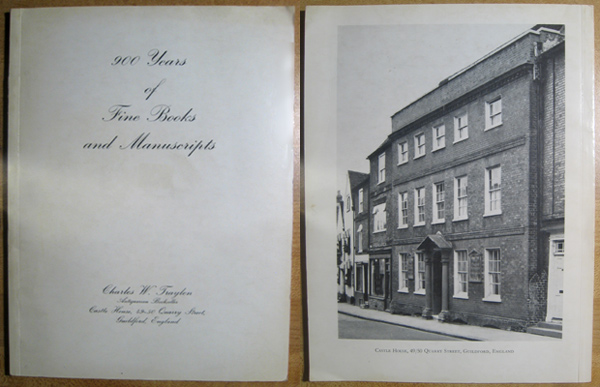 900 Years
of
Fine Books
and Manuscripts
Charles W. Traylen
Antiquarian Bookseller
Castle House, 49-50 Quarry Street,
Guildford, England
Castle House, 49/50 Quarry Street, Guildford, England